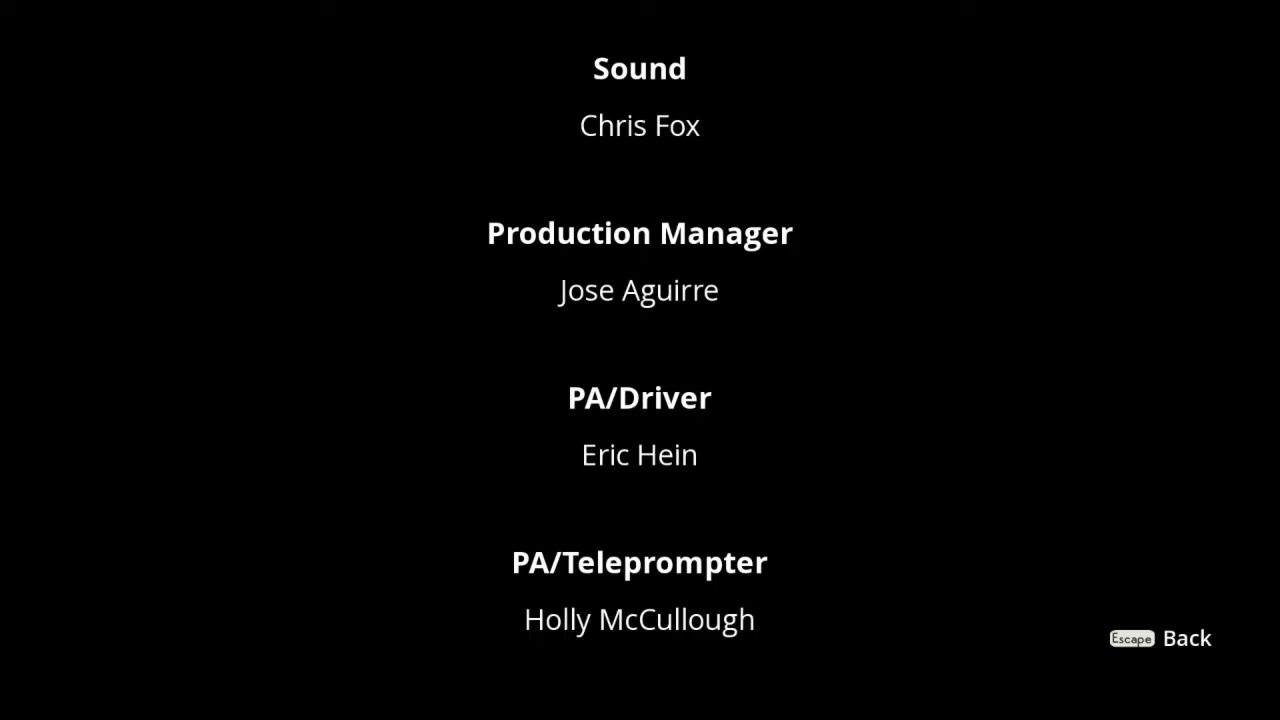 Sound
Chris Fox
Production Manager
Jose Aguirre
PA/Driver
Eric Hein
PA/Teleprompter
Holly McCullough
Escape Back